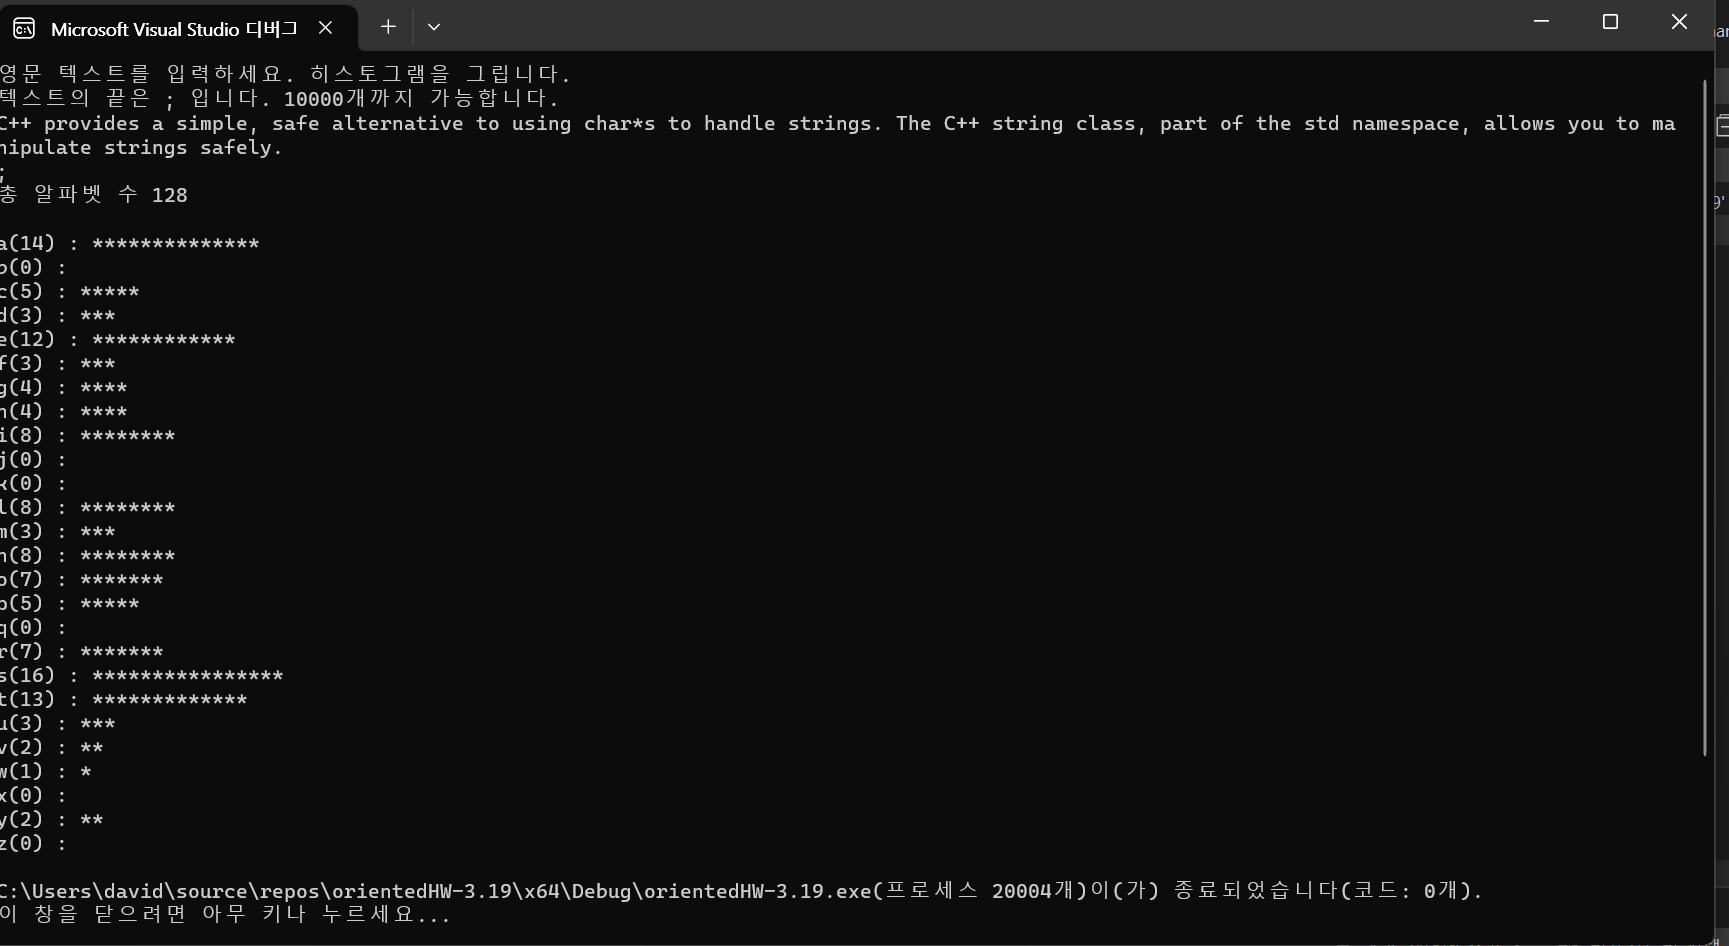 Microsoft Visual Studio 디버그
영문 텍스트를 입력하세요. 히스토그램을 그립니다.
텍스트의 끝은 ; 입니다. 10000개까지 가능합니다.
C++ provides a simple, safe alternative to using char*s to handle strings. The C++ string class, part of the std namespace, allows you to ma
nipulate strings safely.
;
총 알파벳 수 128
a(14) : **************
b(0) :
c(5) : *****
d(3) : ***
e(12) : ************
f(3) : ***
g(4) : ****
h(4) : ****
i(8) : ********
j(0) :
k(0) :
l(8) : ********
m(3) : ***
n(8) : ********
o(7) : *******
p(5) : *****
q(0) :
r(7) : *******
s(16) : ****************
t(13) : *************
u(3) : ***
v(2) : **
w(1) : *
x(0) :
y(2) : **
z(0) :
C:\Users\david\source\repos\orientedHW-3.19\x64\Debug\orientedHW-3.19.exe(프로세스 20004개)이(가) 종료되었습니다(코드: 0개).
이 창을 닫으려면 아무 키나 누르세요...